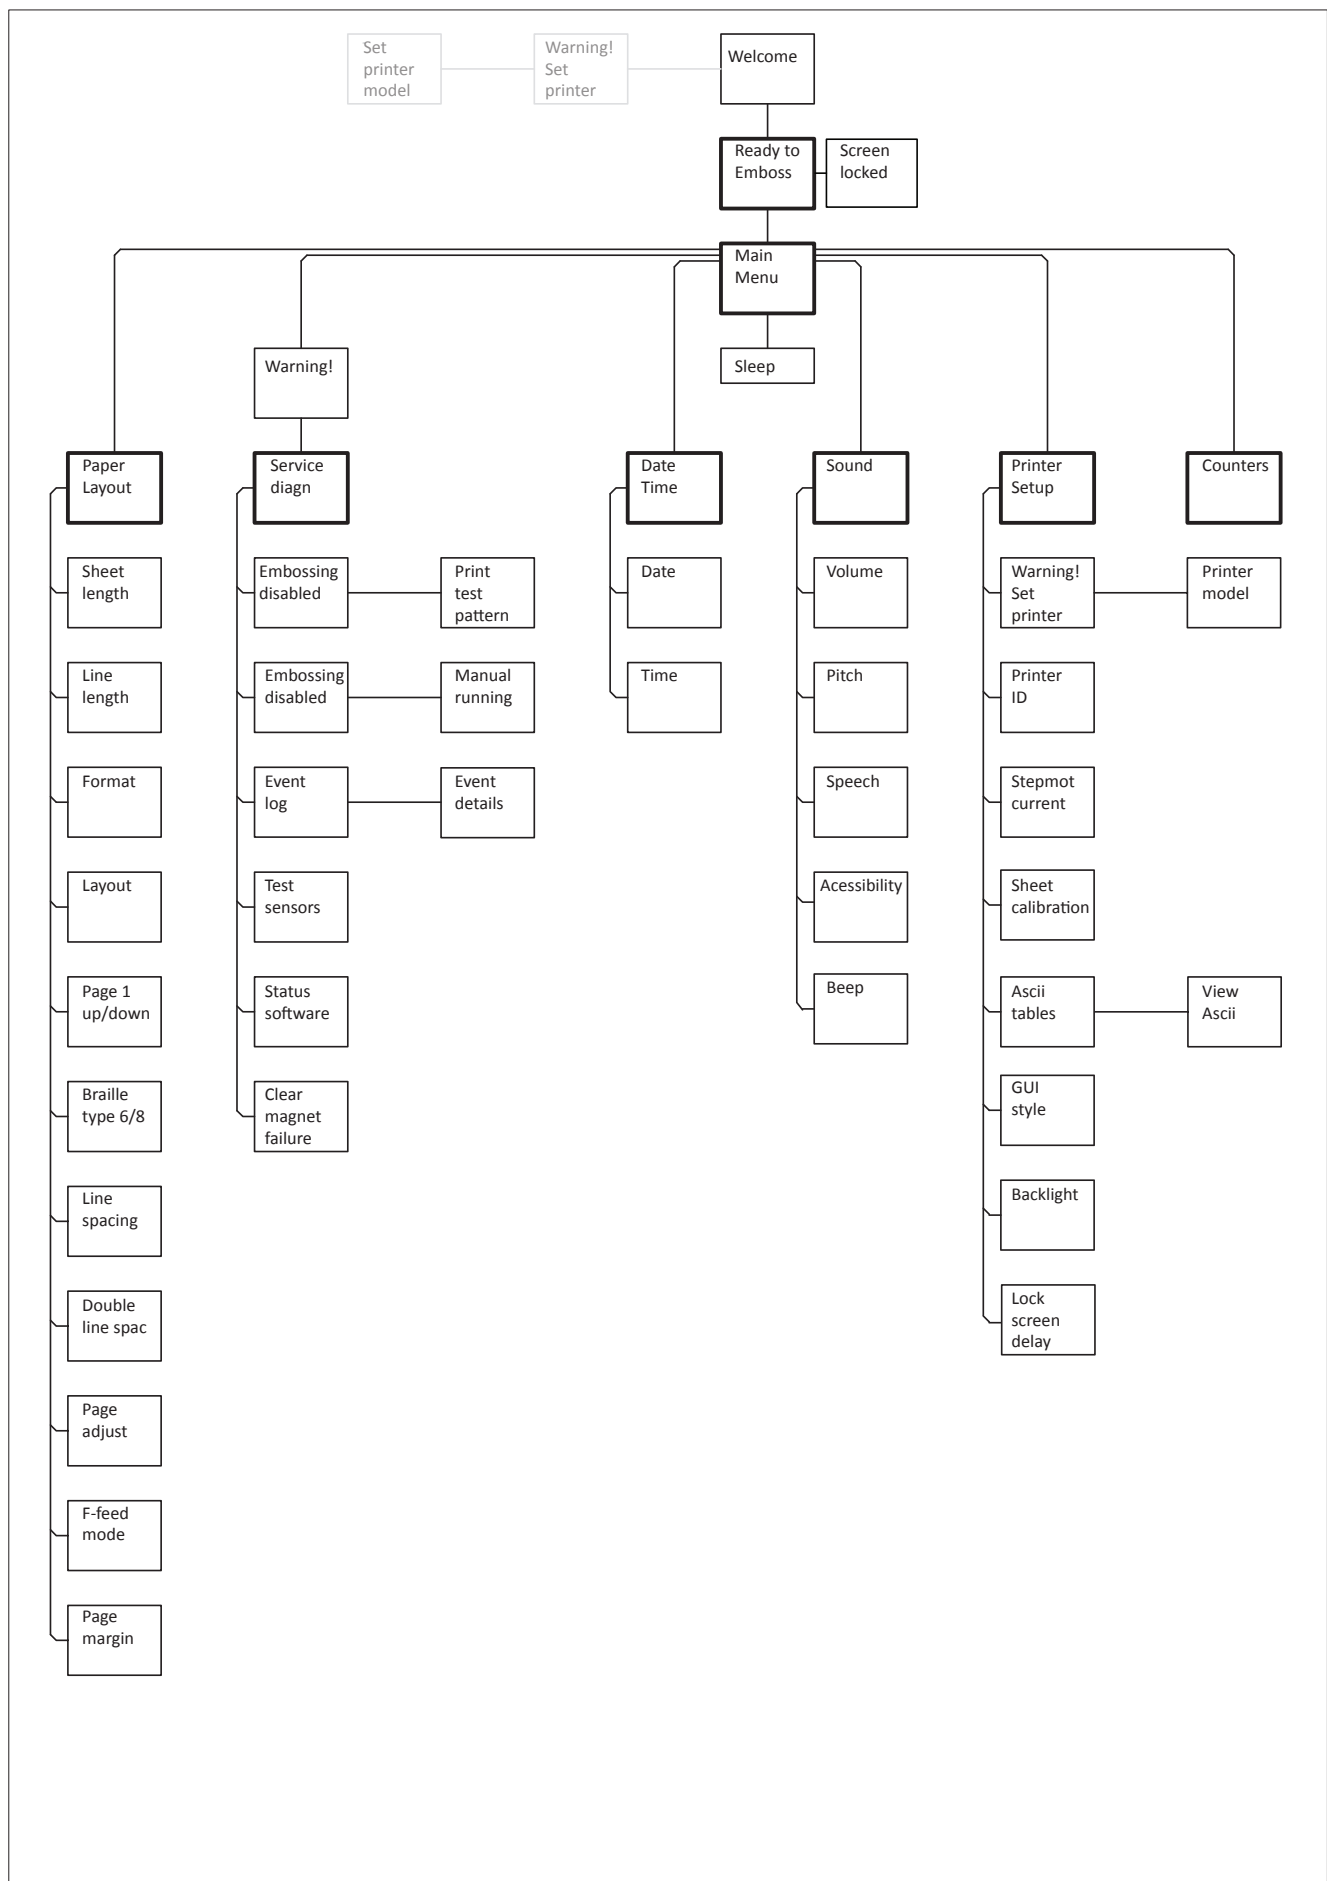 Set
printer
model
Warning!
Set
printer
Welcome
Ready to
Emboss
Screen
locked
Main
Menu
Sleep
Warning!
Paper
Layout
Service
diagn
Date
Time
Sound
Printer
Setup
Counters
Sheet
length
Embossing
disabled
Print
test
pattern
Date
Volume
Warning!
Set
printer
Printer
model
Line
length
Embossing
disabled
Manual
running
Time
Pitch
Printer
ID
Format
Event
log
Event
details
Speech
Stepmot
current
Layout
Test
sensors
Acessibility
Sheet
calibration
Page 1
up/down
Status
software
Beep
Ascii
tables
View
Ascii
Braille
type 6/8
Clear
magnet
failure
GUI
style
Line
spacing
Backlight
Double
line spac
Lock
screen
delay
Page
adjust
F-feed
mode
Page
margin